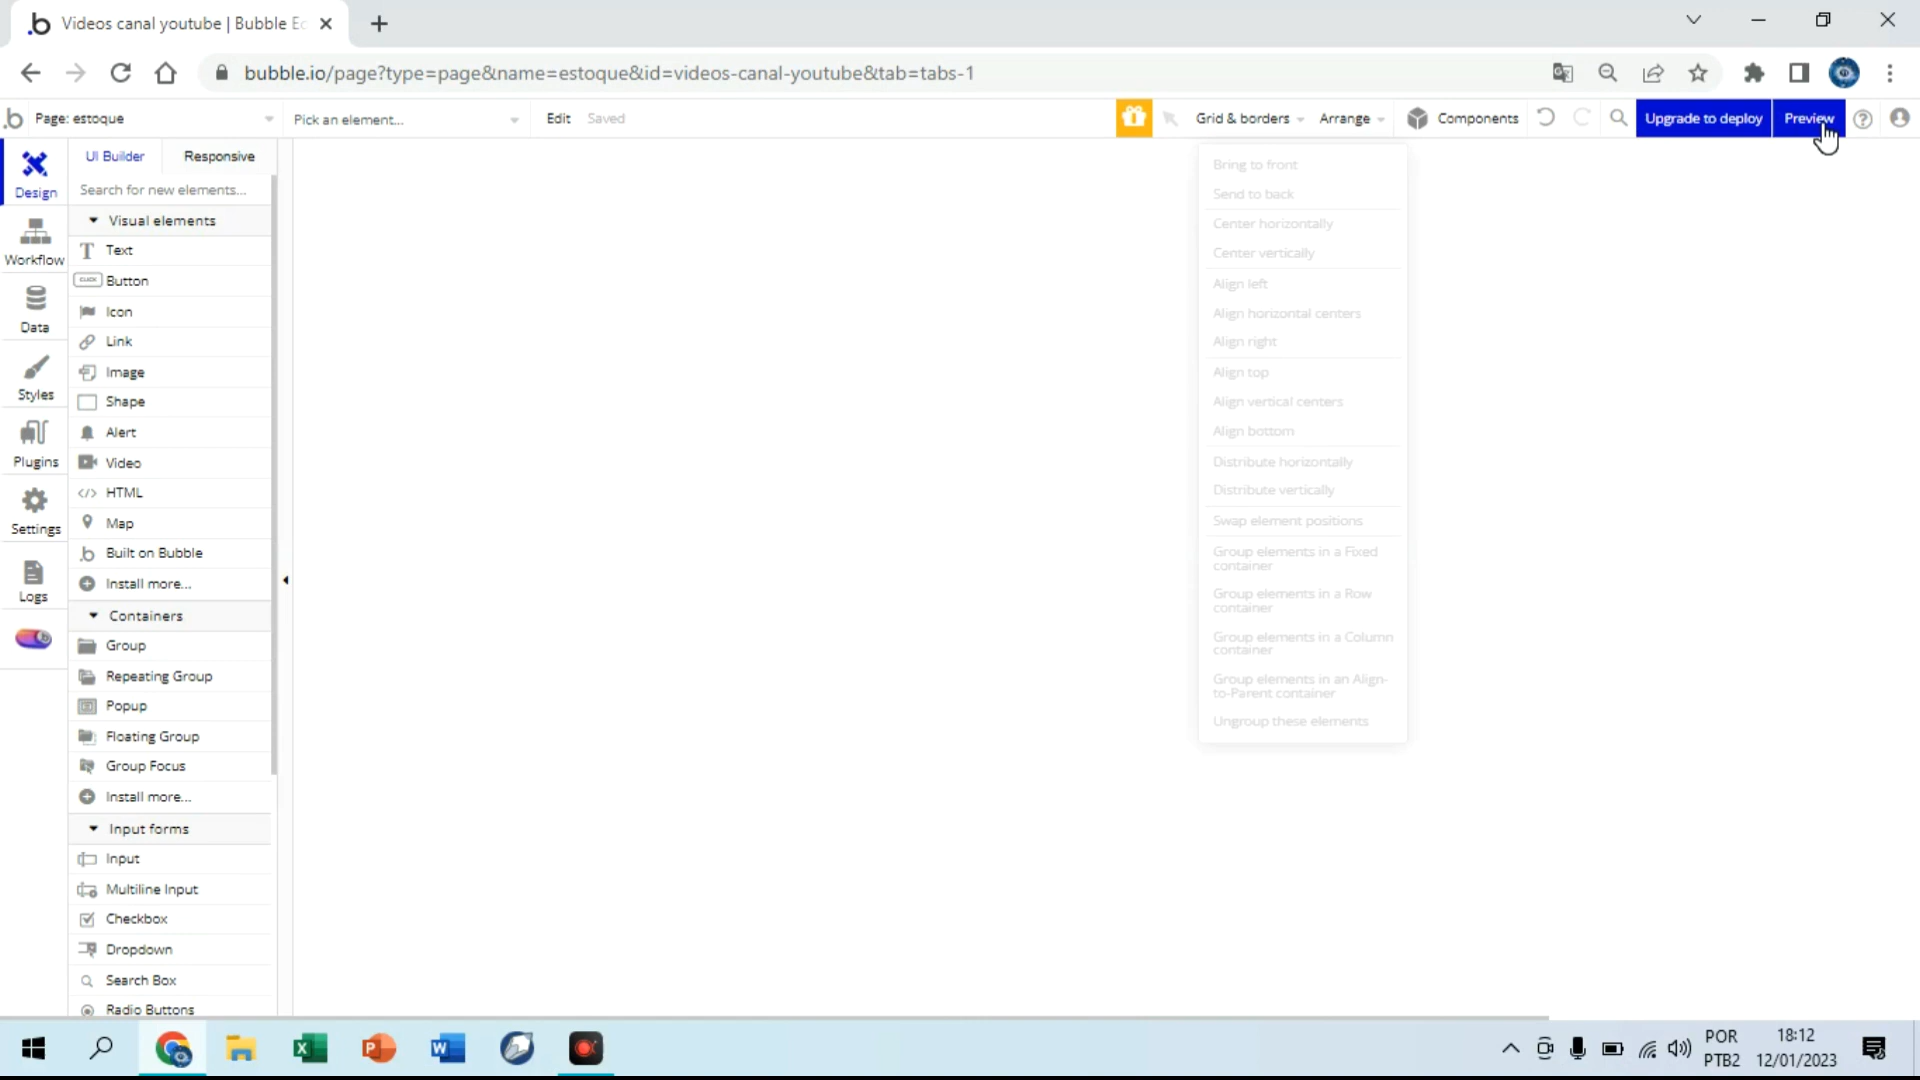 Videos canal youtube | Bubble Ec
bubble.io/page?type=page&name=estoque&id=videos-canal-youtube&tab=tabs-1
Page: estoque
Pick an element...
Edit
Saved
Grid & borders
Arrange
Components
Upgrade to deploy
Preview
Design
Workflow
Data
Styles
Plugins
Settings
Logs
UI Builder
Responsive
Search for new elements...
Visual elements
Text
CLICK
Button
Icon
Link
Image
Shape
Alert
Video
HTML
Map
Built on Bubble
Install more...
Containers
Group
Repeating Group
Popup
Floating Group
Group Focus
Install more...
Input forms
Input
Multiline Input
Checkbox
Dropdown
Search Box
Radio Buttons
Bring to front
Send to back
Center horizontally
Center vertically
Align left
Align horizontal centers
Align right
Align top
Align vertical centers
Align bottom
Distribute horizontally
Distribute vertically
Swap element positions
Group elements in a Fixed
container
Group elements in a Row
container
Group elements in a Column
container
Group elements in an Align-
to-Parent container
Ungroup these elements
POR
PTB2
18:12
12/01/2023